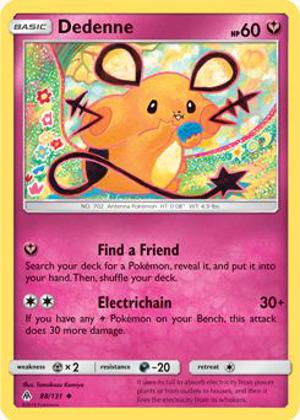 BASIC Dedenne HP60
NO. 702 Antenna Pokémon HT: 0'08" WT: 4.9 lbs.
Find a Friend
Search your deck for a Pokémon, reveal it, and put it into
your hand. Then, shuffle your deck.
Electrichain 30+
If you have any Pokémon on your Bench, this attack
does 30 more damage.
weakness ×2 resistance -20 retreat
Illus. Tomokazu Komiya
88/131
It uses its tail to absorb electricity from power
plants or from outlets in houses, and then it
fires the electricity from its whiskers.